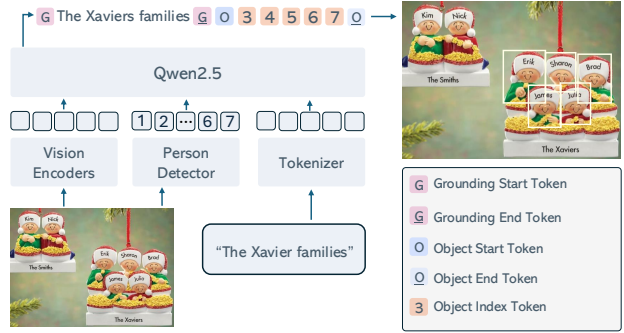 G The Xaviers families G O 3 4 5 6 7 O
Qwen2.5
1 2 ... 6 7
Vision Encoders
Person Detector
Tokenizer
"The Xavier families"
Kim Nick
The Smiths
Erik Sharon Brad
James Julia
The Xaviers
Kim Nick
The Smiths
Erik Sharon Brad
James Julia
The Xaviers
G Grounding Start Token
G Grounding End Token
O Object Start Token
O Object End Token
3 Object Index Token